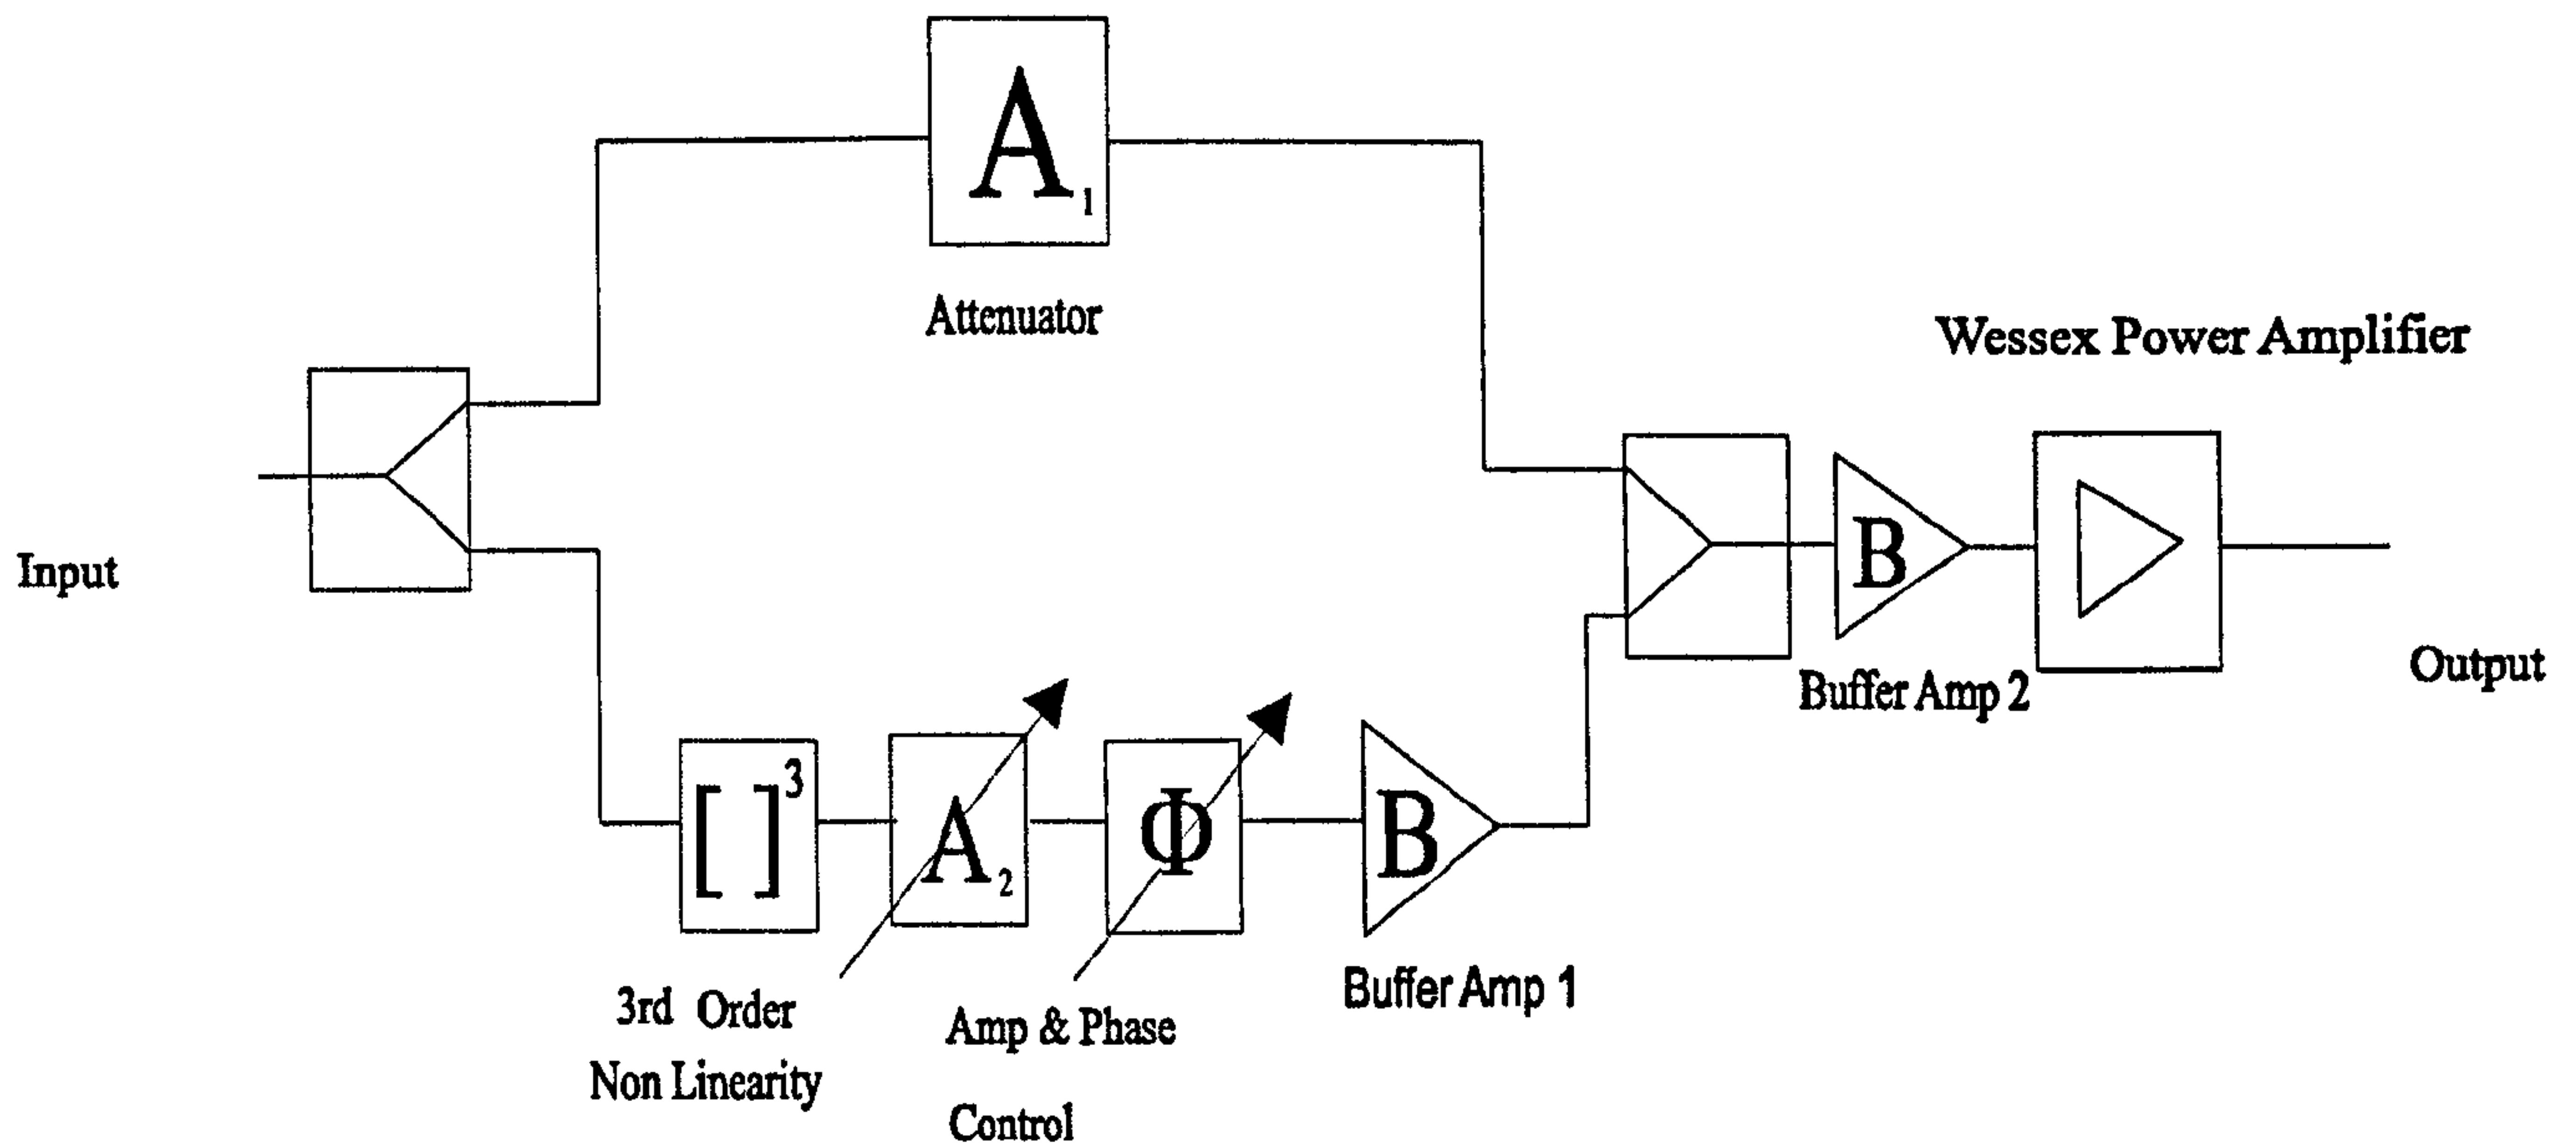 A1
Attenuator
Wessex Power Amplifier
Input
B
Buffer Amp 2
Output
[ ]3
A2
Φ
B
3rd Order
Non Linearity
Amp & Phase
Control
Buffer Amp 1